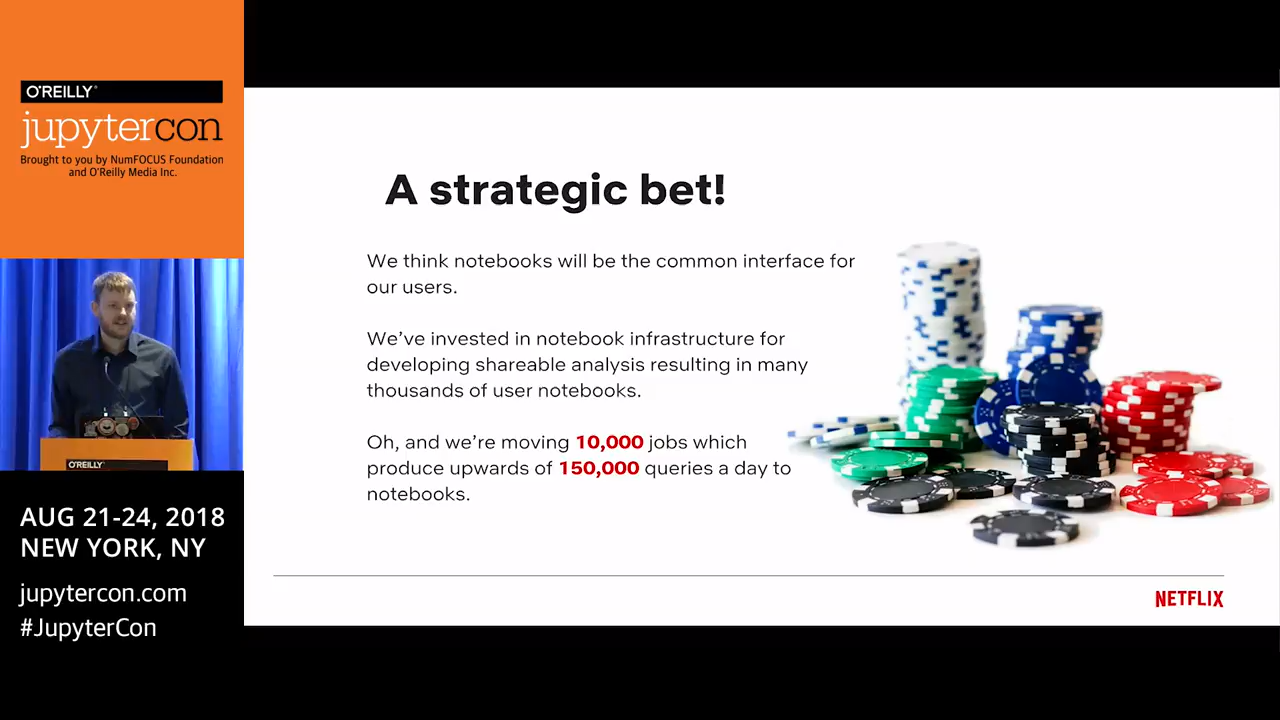 O'REILLY®
jupytercon
Brought to you by NumFOCUS Foundation
and O'Reilly Media Inc.
O'REILLY
AUG 21-24, 2018
NEW YORK, NY
jupytercon.com
#JupyterCon
A strategic bet!
We think notebooks will be the common interface for
our users.
We’ve invested in notebook infrastructure for
developing shareable analysis resulting in many
thousands of user notebooks.
Oh, and we’re moving 10,000 jobs which
produce upwards of 150,000 queries a day to
notebooks.
NETFLIX